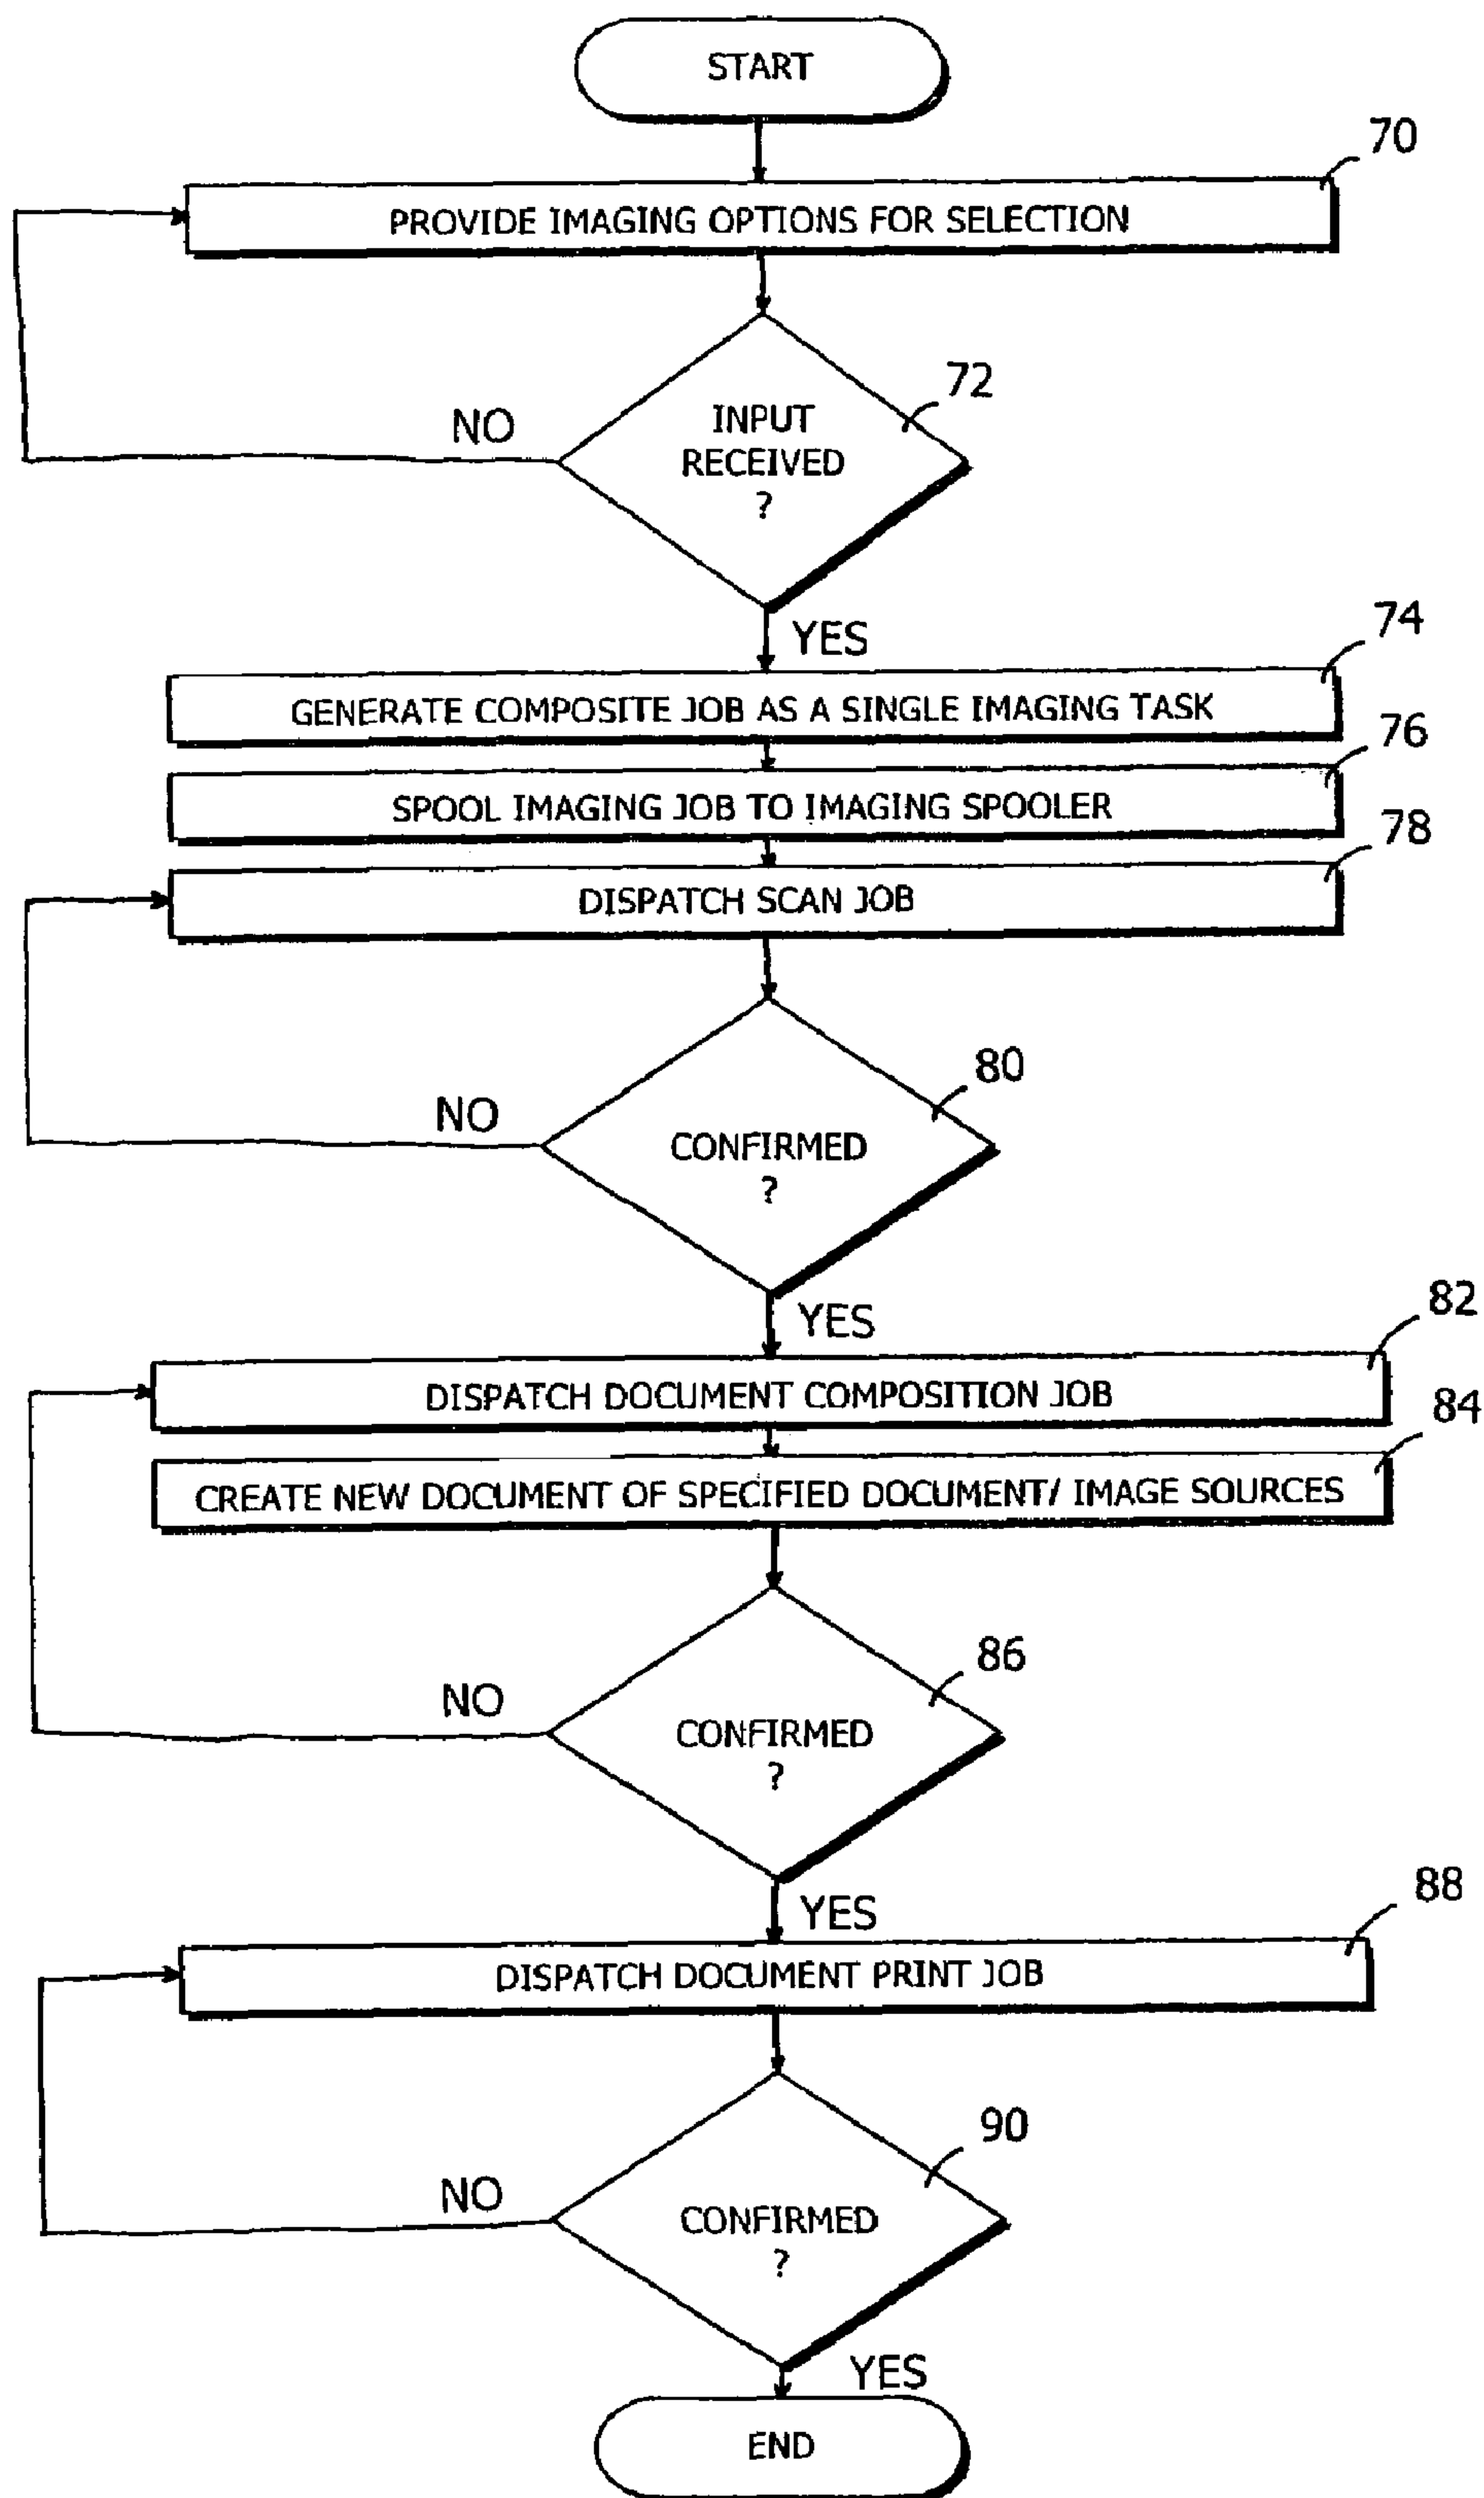 START
70
PROVIDE IMAGING OPTIONS FOR SELECTION
72
INPUT
RECEIVED
?
NO
YES
74
GENERATE COMPOSITE JOB AS A SINGLE IMAGING TASK
76
SPOOL IMAGING JOB TO IMAGING SPOOLER
78
DISPATCH SCAN JOB
80
NO
CONFIRMED
?
YES
82
DISPATCH DOCUMENT COMPOSITION JOB
84
CREATE NEW DOCUMENT OF SPECIFIED DOCUMENT/ IMAGE SOURCES
86
NO
CONFIRMED
?
YES
88
DISPATCH DOCUMENT PRINT JOB
90
NO
CONFIRMED
?
YES
END